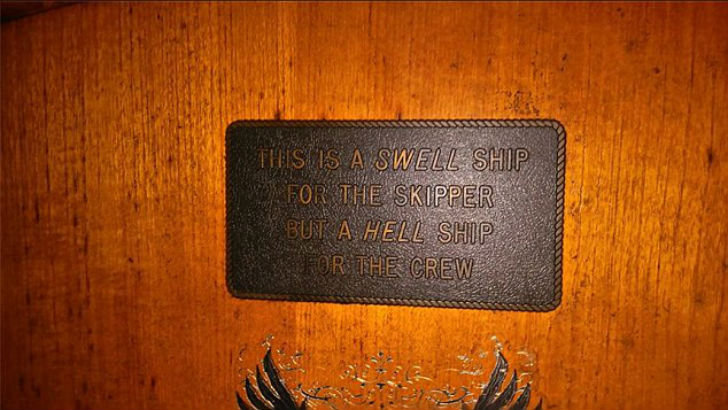 THIS IS A SWELL SHIP
FOR THE SKIPPER
BUT A HELL SHIP
FOR THE CREW